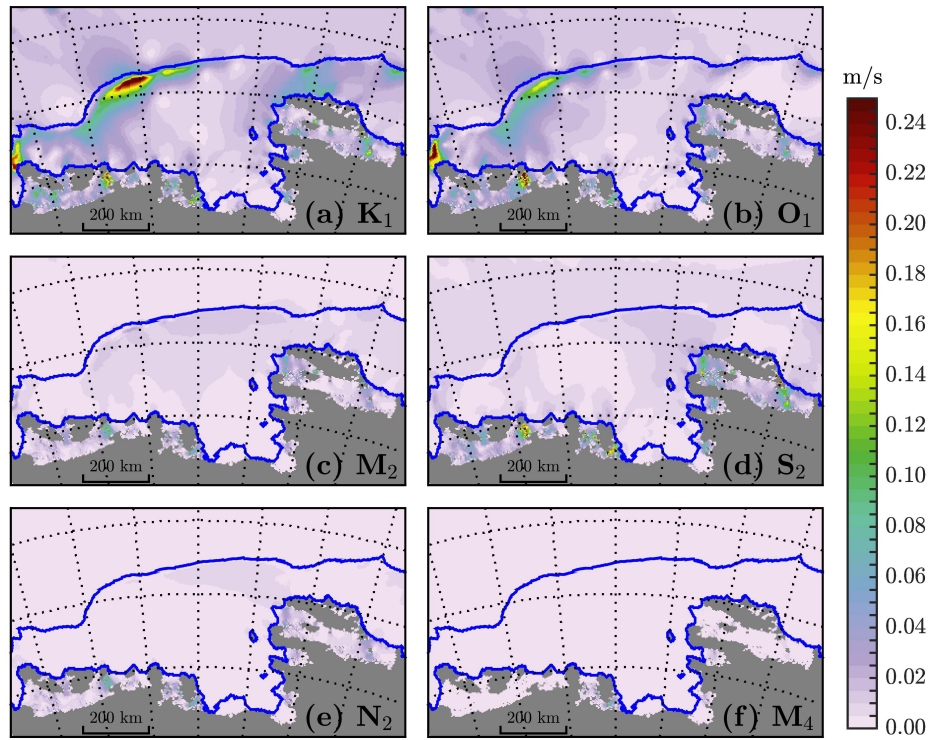 m/s
200 km
(a) K₁
200 km
(b) O₁
200 km
(c) M₂
200 km
(d) S₂
200 km
(e) N₂
200 km
(f) M₄
0.24
0.22
0.20
0.18
0.16
0.14
0.12
0.10
0.08
0.06
0.04
0.02
0.00